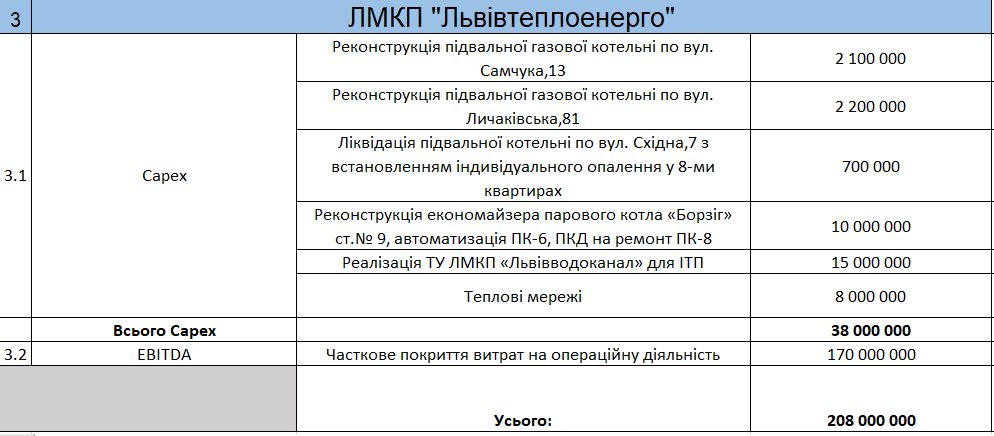 3 ЛМКП "Львівтеплоенерго"
Реконструкція підвальної газової котельні по вул.
Самчука,13
2 100 000
Реконструкція підвальної газової котельні по вул.
Личаківська,81
2 200 000
3.1 Capex
Ліквідація підвальної котельні по вул. Східна,7 з
встановленням індивідуального опалення у 8-ми
квартирах
700 000
Реконструкція економайзера парового котла «Борзіг»
ст.№ 9, автоматизація ПК-6, ПКД на ремонт ПК-8
10 000 000
Реалізація ТУ ЛМКП «Львівводоканал» для ІТП 15 000 000
Теплові мережі 8 000 000
Всього Capex 38 000 000
3.2 EBITDA Часткове покриття витрат на операційну діяльність 170 000 000
Усього: 208 000 000